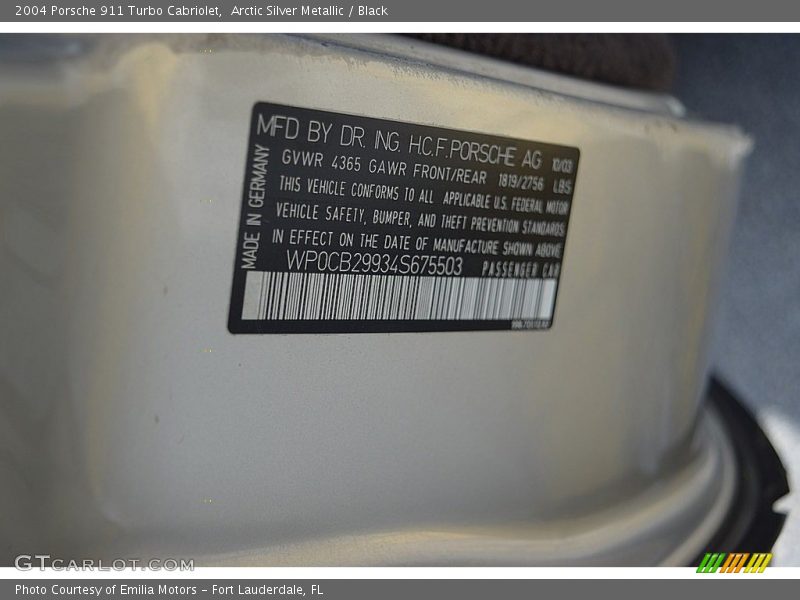 2004 Porsche 911 Turbo Cabriolet, Arctic Silver Metallic / Black
MFD BY DR. ING. H.C.F. PORSCHE AG 10/03
GVWR 4365 GAWR FRONT/REAR 1819/2756 LBS
THIS VEHICLE CONFORMS TO ALL APPLICABLE U.S. FEDERAL MOTOR
VEHICLE SAFETY, BUMPER, AND THEFT PREVENTION STANDARDS
IN EFFECT ON THE DATE OF MANUFACTURE SHOWN ABOVE
WP0CB29934S675503 PASSENGER CAR
MADE IN GERMANY
GTCARLOT.COM
Photo Courtesy of Emilia Motors – Fort Lauderdale, FL